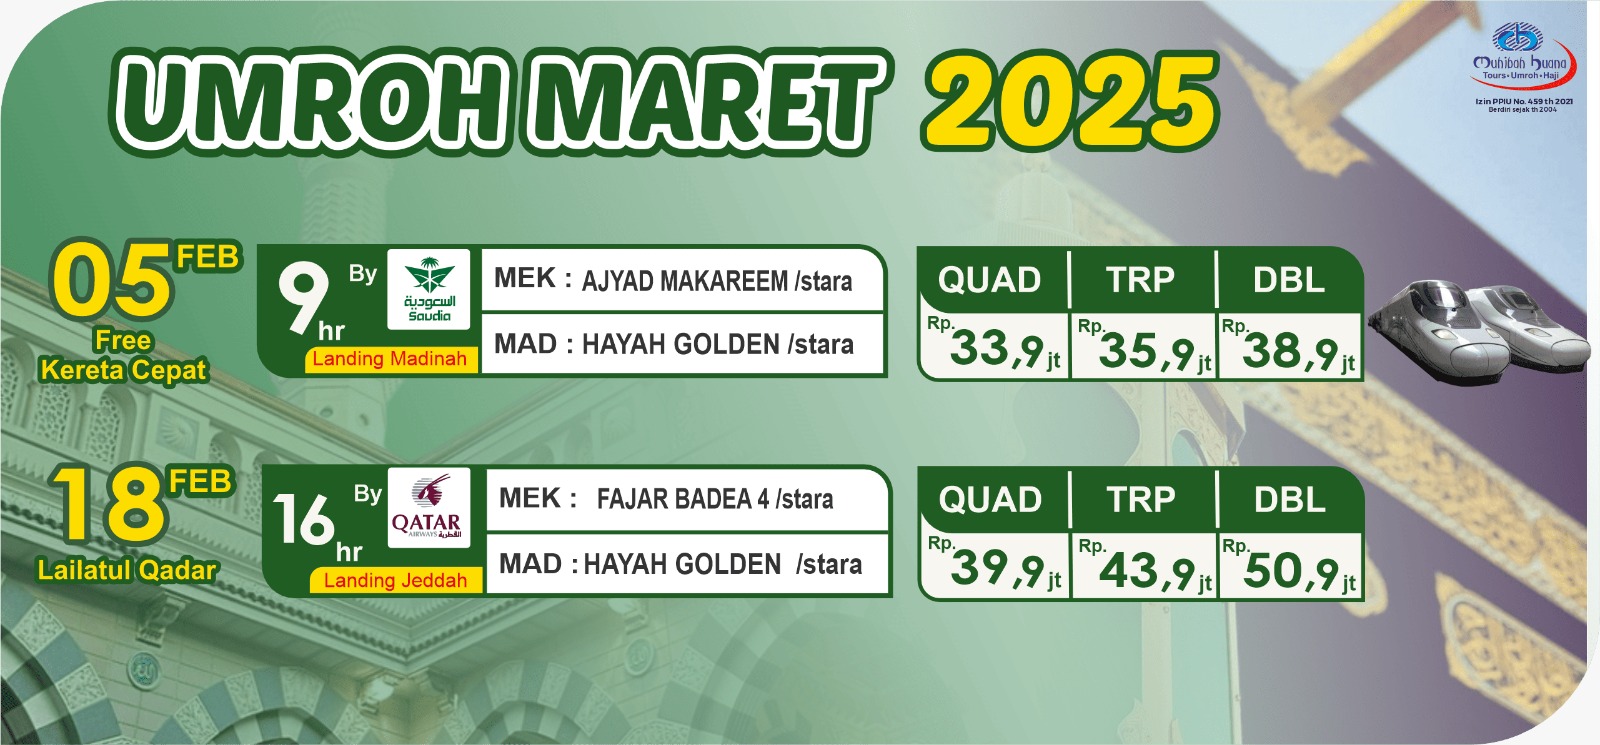 UMROH MARET 2025
Muhibah Buana
Tours • Umroh • Haji
Izin PPIU No. 459 th 2021
Berdiri sejak th 2004
05 FEB
Free
Kereta Cepat
9hr By
السعودية
Saudia
Landing Madinah
MEK : AJYAD MAKAREEM /stara
MAD : HAYAH GOLDEN /stara
QUAD TRP DBL
Rp. 33,9 jt Rp. 35,9 jt Rp. 38,9 jt
18 FEB
Lailatul Qadar
16hr By
QATAR
AIRWAYS القطرية
Landing Jeddah
MEK : FAJAR BADEA 4 /stara
MAD : HAYAH GOLDEN /stara
QUAD TRP DBL
Rp. 39,9 jt Rp. 43,9 jt Rp. 50,9 jt